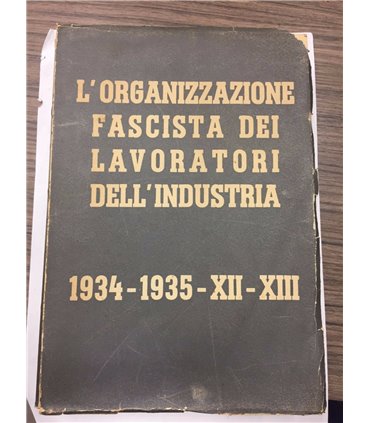 L'ORGANIZZAZIONE
FASCISTA DEI
LAVORATORI
DELL'INDUSTRIA
1934-1935-XII-XIII